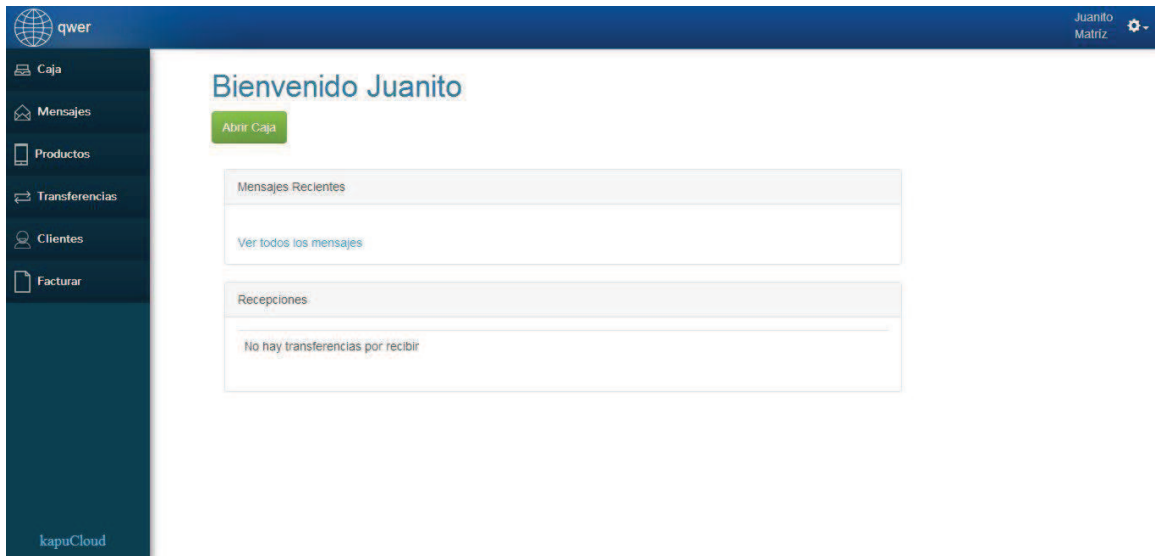 qwer
Juanito
Matríz
Caja
Mensajes
Productos
Transferencias
Clientes
Facturar
kapuCloud
Bienvenido Juanito
Abrir Caja
Mensajes Recientes
Ver todos los mensajes
Recepciones
No hay transferencias por recibir